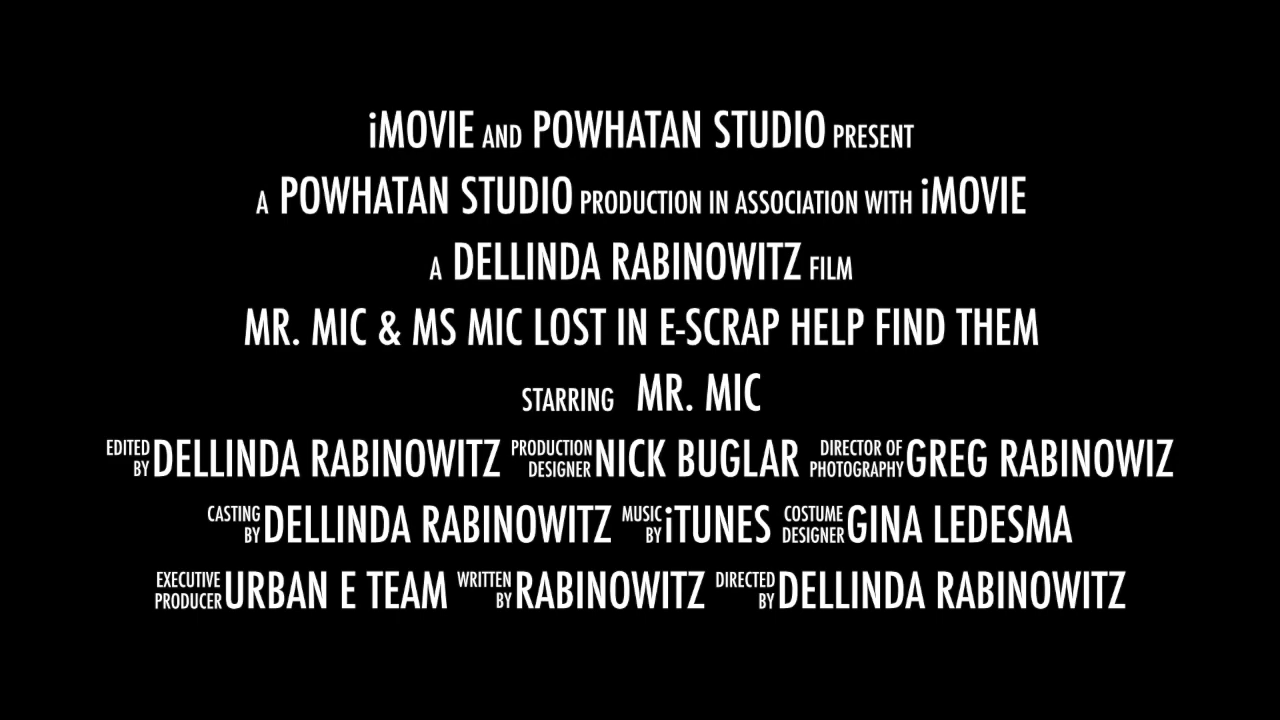 iMOVIE AND POWHATAN STUDIO PRESENT
A POWHATAN STUDIO PRODUCTION IN ASSOCIATION WITH iMOVIE
A DELLINDA RABINOWITZ FILM
MR. MIC & MS MIC LOST IN E-SCRAP HELP FIND THEM
STARRING MR. MIC
EDITED BY DELLINDA RABINOWITZ PRODUCTION DESIGNER NICK BUGLAR DIRECTOR OF PHOTOGRAPHY GREG RABINOWIZ
CASTING BY DELLINDA RABINOWITZ MUSIC BY iTUNES COSTUME DESIGNER GINA LEDESMA
EXECUTIVE PRODUCER URBAN E TEAM WRITTEN BY RABINOWITZ DIRECTED BY DELLINDA RABINOWITZ